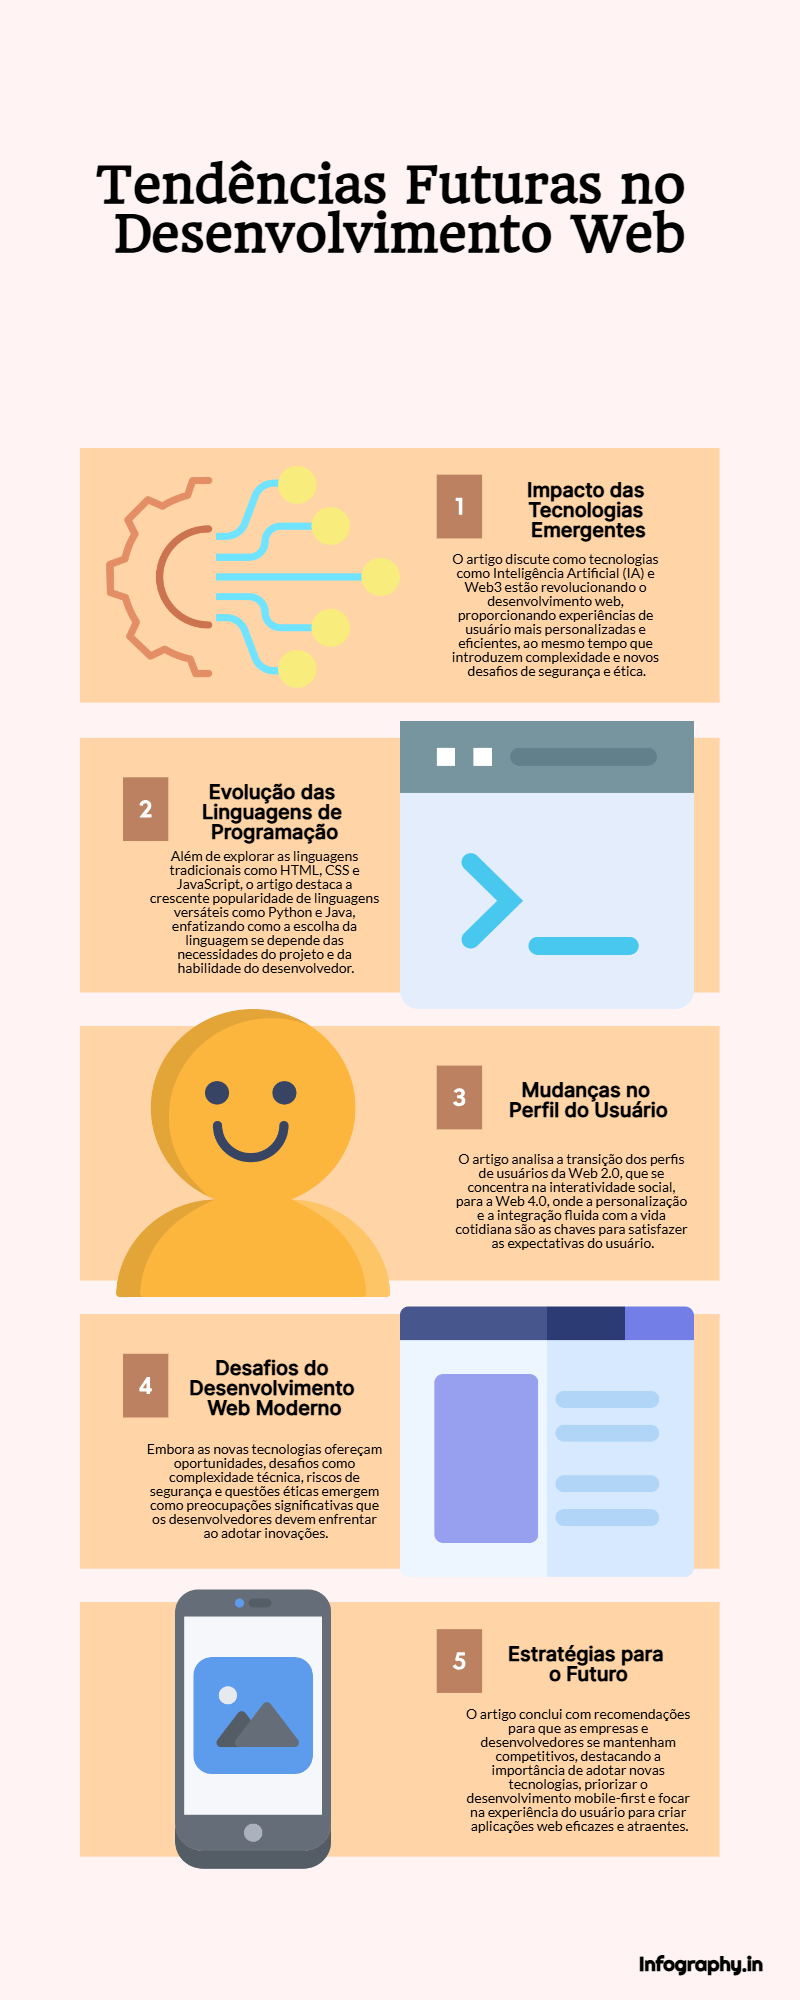 Tendências Futuras no
Desenvolvimento Web
1
Impacto das
Tecnologias
Emergentes
O artigo discute como tecnologias
como Inteligência Artificial (IA) e
Web3 estão revolucionando o
desenvolvimento web,
proporcionando experiências de
usuário mais personalizadas e
eficientes, ao mesmo tempo que
introduzem complexidade e novos
desafios de segurança e ética.
2
Evolução das
Linguagens de
Programação
Além de explorar as linguagens
tradicionais como HTML, CSS e
JavaScript, o artigo destaca a
crescente popularidade de linguagens
versáteis como Python e Java,
enfatizando como a escolha da
linguagem se depende das
necessidades do projeto e da
habilidade do desenvolvedor.
3
Mudanças no
Perfil do Usuário
O artigo analisa a transição dos perfis
de usuários da Web 2.0, que se
concentra na interatividade social,
para a Web 4.0, onde a personalização
e a integração fluida com a vida
cotidiana são as chaves para satisfazer
as expectativas do usuário.
4
Desafios do
Desenvolvimento
Web Moderno
Embora as novas tecnologias ofereçam
oportunidades, desafios como
complexidade técnica, riscos de
segurança e questões éticas emergem
como preocupações significativas que
os desenvolvedores devem enfrentar
ao adotar inovações.
5
Estratégias para
o Futuro
O artigo conclui com recomendações
para que as empresas e
desenvolvedores se mantenham
competitivos, destacando a
importância de adotar novas
tecnologias, priorizar o
desenvolvimento mobile-first e focar
na experiência do usuário para criar
aplicações web eficazes e atraentes.
Infography.in